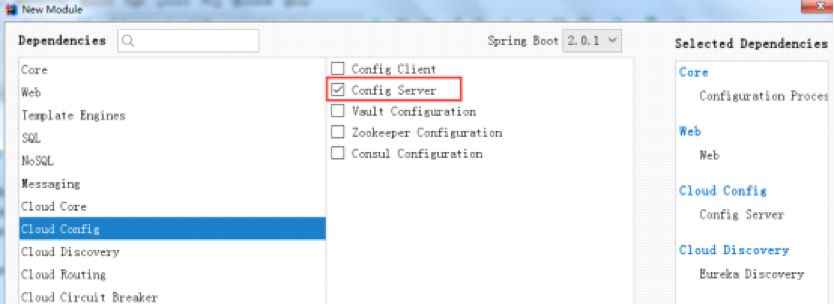 New Module
Dependencies
Spring Boot 2.0.1
Selected Dependencies
Core
Web
Template Engines
SQL
NoSQL
Messaging
Cloud Core
Cloud Config
Cloud Discovery
Cloud Routing
Cloud Circuit Breaker
Config Client
Config Server
Vault Configuration
Zookeeper Configuration
Consul Configuration
Core
Configuration Proces
Web
Web
Cloud Config
Config Server
Cloud Discovery
Eureka Discovery